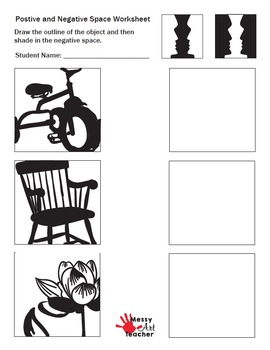 Postive and Negative Space Worksheet
Draw the outline of the object and then
shade in the negative space.
Student Name: ______________________
Messy
Art
Teacher